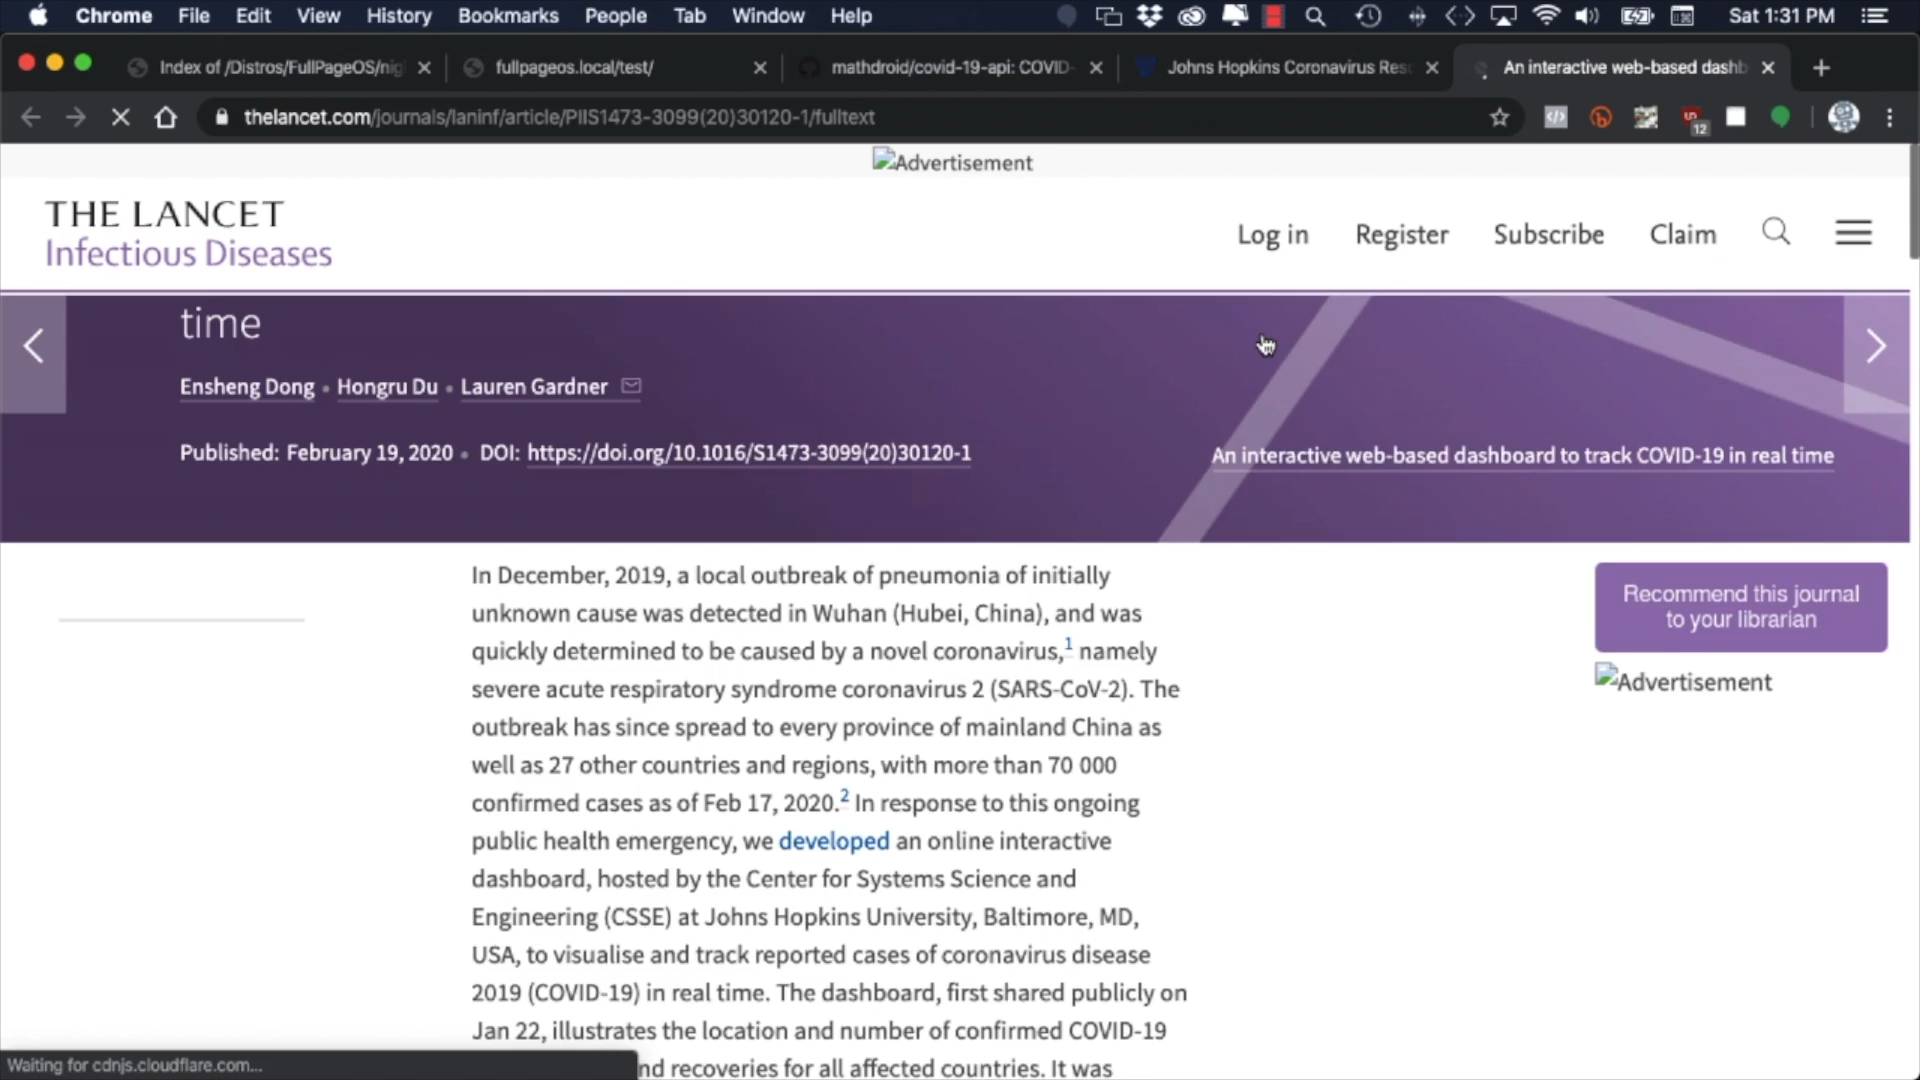 Chrome File Edit View History Bookmarks People Tab Window Help Sat 1:31 PM
Index of /Distros/FullPageOS/nig
fullpageos.local/test/
mathdroid/covid-19-api: COVID-
Johns Hopkins Coronavirus Res
An interactive web-based dashb
thelancet.com/journals/laninf/article/PIIS1473-3099(20)30120-1/fulltext
12
Advertisement
THE LANCET
Infectious Diseases
Log in Register Subscribe Claim
time
Ensheng Dong • Hongru Du • Lauren Gardner
Published: February 19, 2020 • DOI: https://doi.org/10.1016/S1473-3099(20)30120-1
An interactive web-based dashboard to track COVID-19 in real time
In December, 2019, a local outbreak of pneumonia of initially
unknown cause was detected in Wuhan (Hubei, China), and was
quickly determined to be caused by a novel coronavirus,1 namely
severe acute respiratory syndrome coronavirus 2 (SARS-CoV-2). The
outbreak has since spread to every province of mainland China as
well as 27 other countries and regions, with more than 70 000
confirmed cases as of Feb 17, 2020.2 In response to this ongoing
public health emergency, we developed an online interactive
dashboard, hosted by the Center for Systems Science and
Engineering (CSSE) at Johns Hopkins University, Baltimore, MD,
USA, to visualise and track reported cases of coronavirus disease
2019 (COVID-19) in real time. The dashboard, first shared publicly on
Jan 22, illustrates the location and number of confirmed COVID-19
nd recoveries for all affected countries. It was
Recommend this journal
to your librarian
Advertisement
Waiting for cdnjs.cloudflare.com...